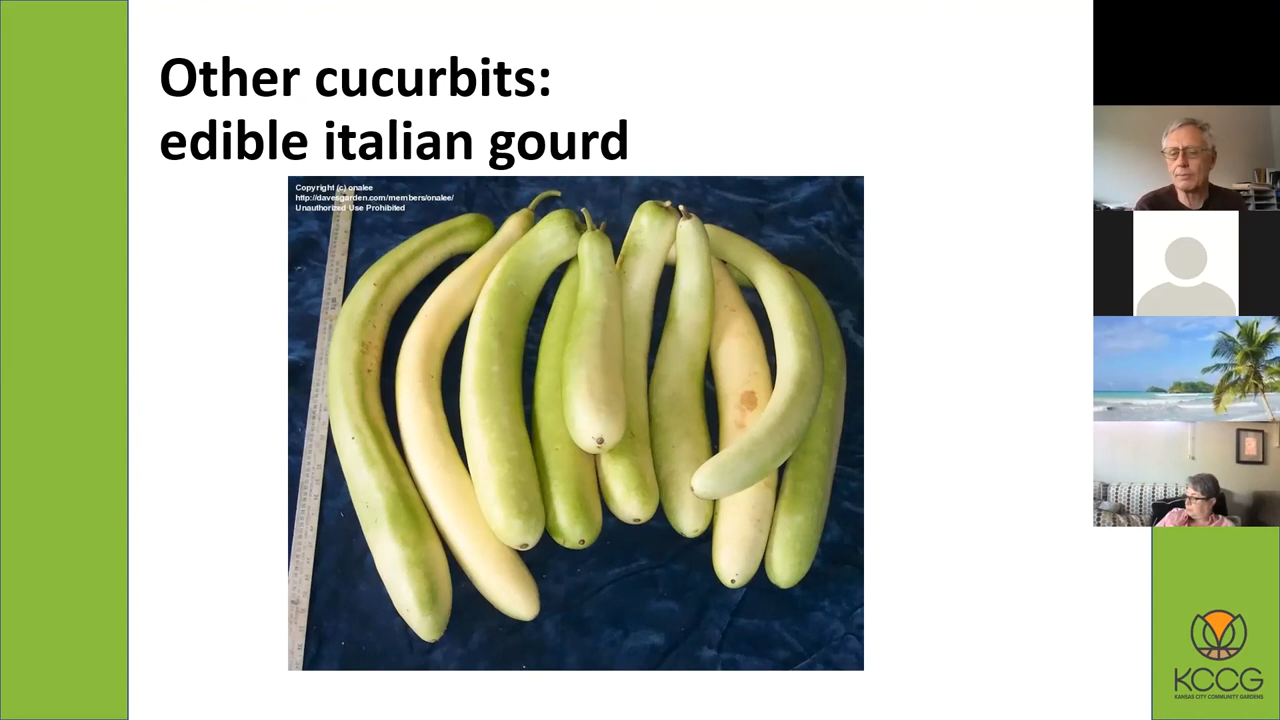 Other cucurbits:
edible italian gourd
Copyright (c) onalee
http://davesgarden.com/members/onalee/
Unauthorized Use Prohibited
KCCG
KANSAS CITY COMMUNITY GARDENS